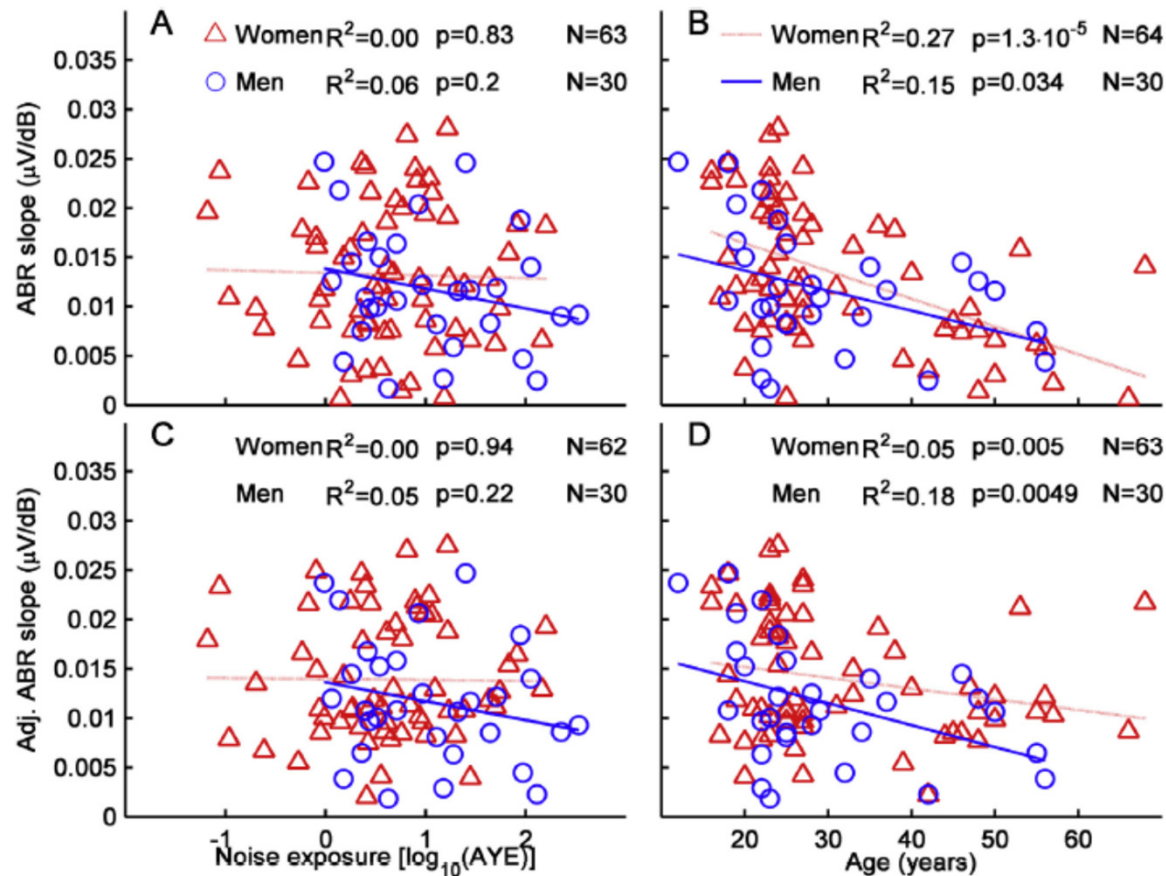 A Women R²=0.00 p=0.83 N=63
Men R²=0.06 p=0.2 N=30
B Women R²=0.27 p=1.3·10⁻⁵ N=64
Men R²=0.15 p=0.034 N=30
ABR slope (µV/dB)
0.035
0.03
0.025
0.02
0.015
0.01
0.005
0
C Women R²=0.00 p=0.94 N=62
Men R²=0.05 p=0.22 N=30
D Women R²=0.05 p=0.005 N=63
Men R²=0.18 p=0.0049 N=30
Adj. ABR slope (µV/dB)
0.035
0.03
0.025
0.02
0.015
0.01
0.005
0
-1 0 1 2
Noise exposure [log₁₀(AYE)]
20 30 40 50 60
Age (years)